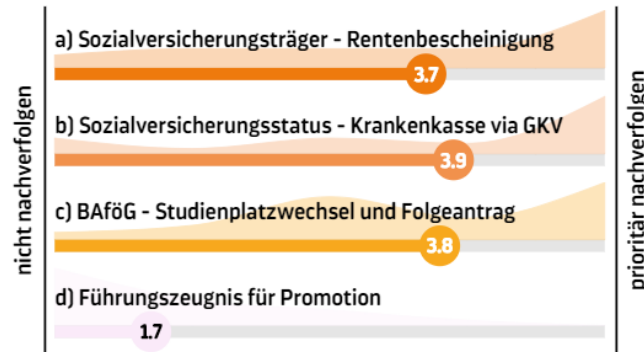 nicht nachverfolgen
a) Sozialversicherungsträger - Rentenbescheinigung
3.7
b) Sozialversicherungsstatus - Krankenkasse via GKV
3.9
c) BAföG - Studienplatzwechsel und Folgeantrag
3.8
d) Führungszeugnis für Promotion
1.7
prioritär nachverfolgen